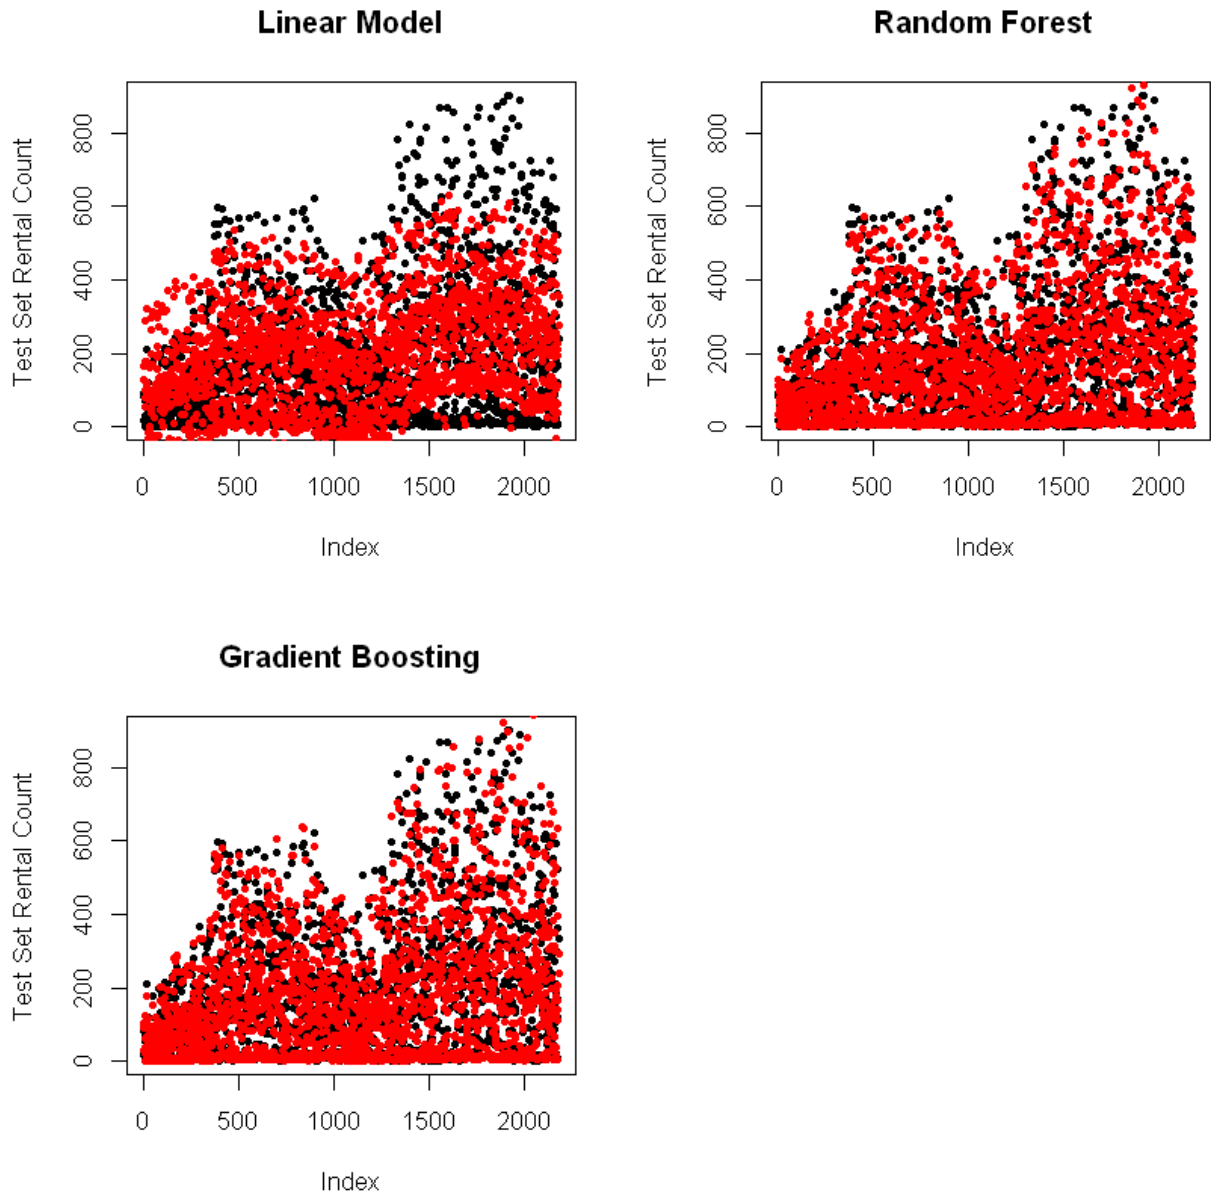 Linear Model
Test Set Rental Count
800
600
400
200
0
0 500 1000 1500 2000
Index
Random Forest
Test Set Rental Count
800
600
400
200
0
0 500 1000 1500 2000
Index
Gradient Boosting
Test Set Rental Count
800
600
400
200
0
0 500 1000 1500 2000
Index